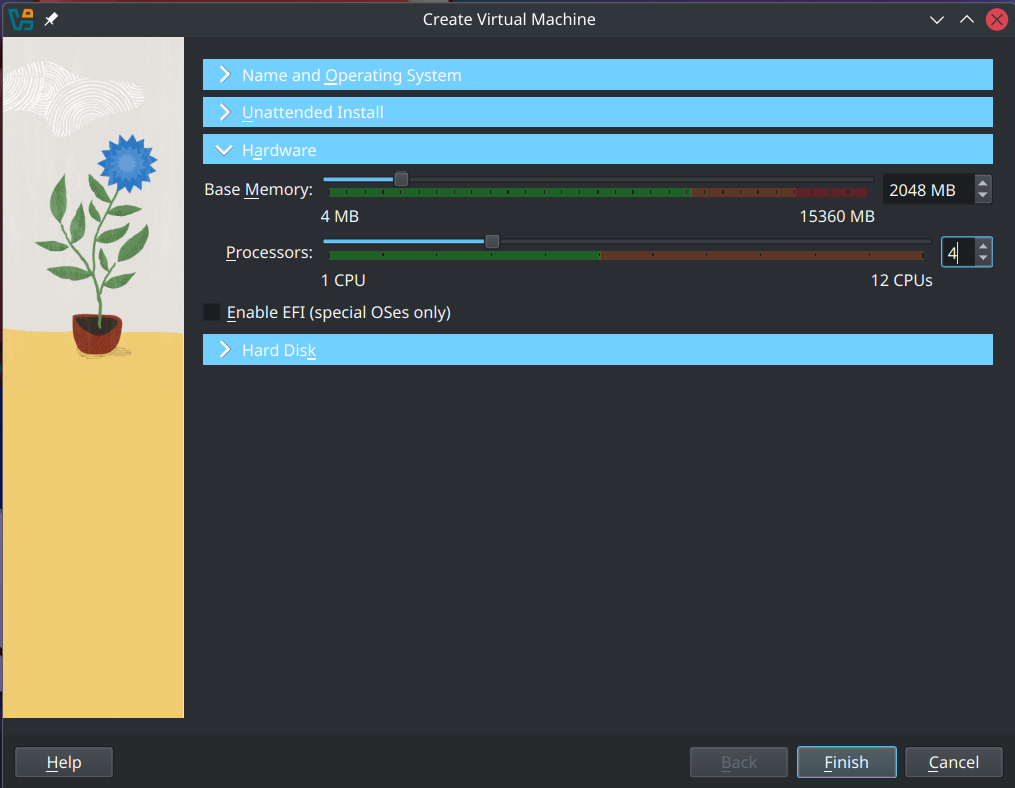 Create Virtual Machine
Name and Operating System
Unattended Install
Hardware
Base Memory: 2048 MB
4 MB 15360 MB
Processors: 4
1 CPU 12 CPUs
Enable EFI (special OSes only)
Hard Disk
Help Back Finish Cancel